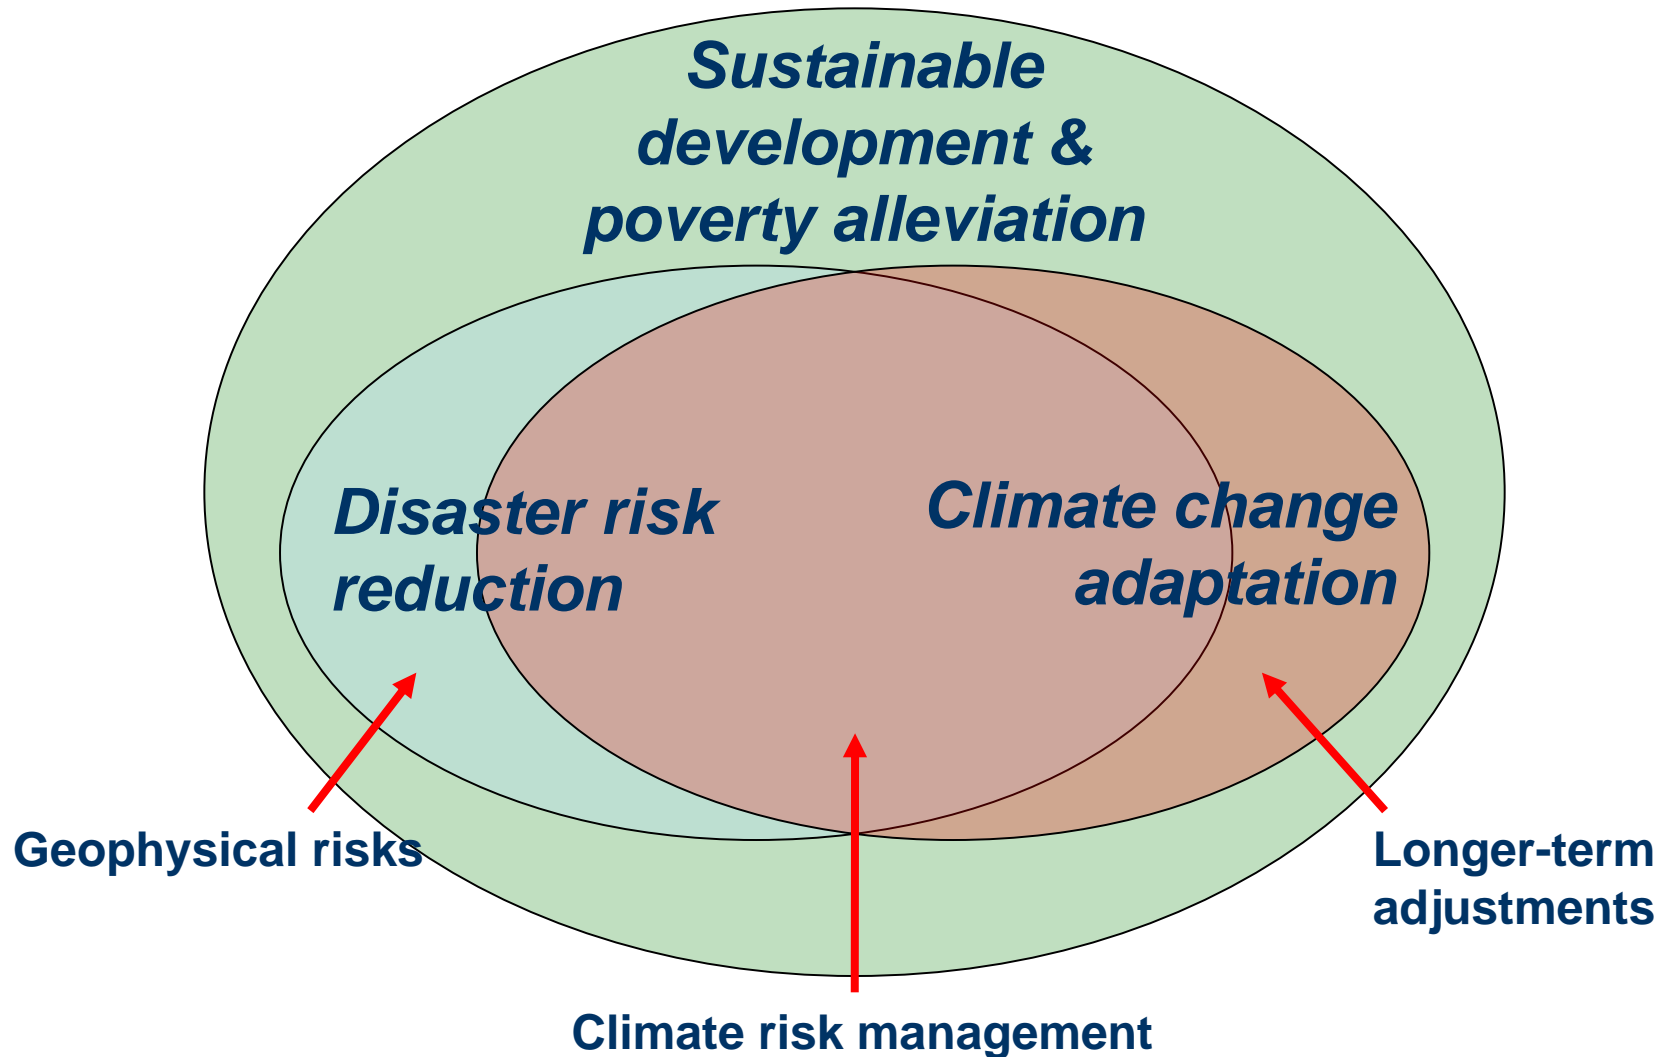 Sustainable
development &
poverty alleviation
Disaster risk
reduction
Climate change
adaptation
Geophysical risks
Longer-term
adjustments
Climate risk management